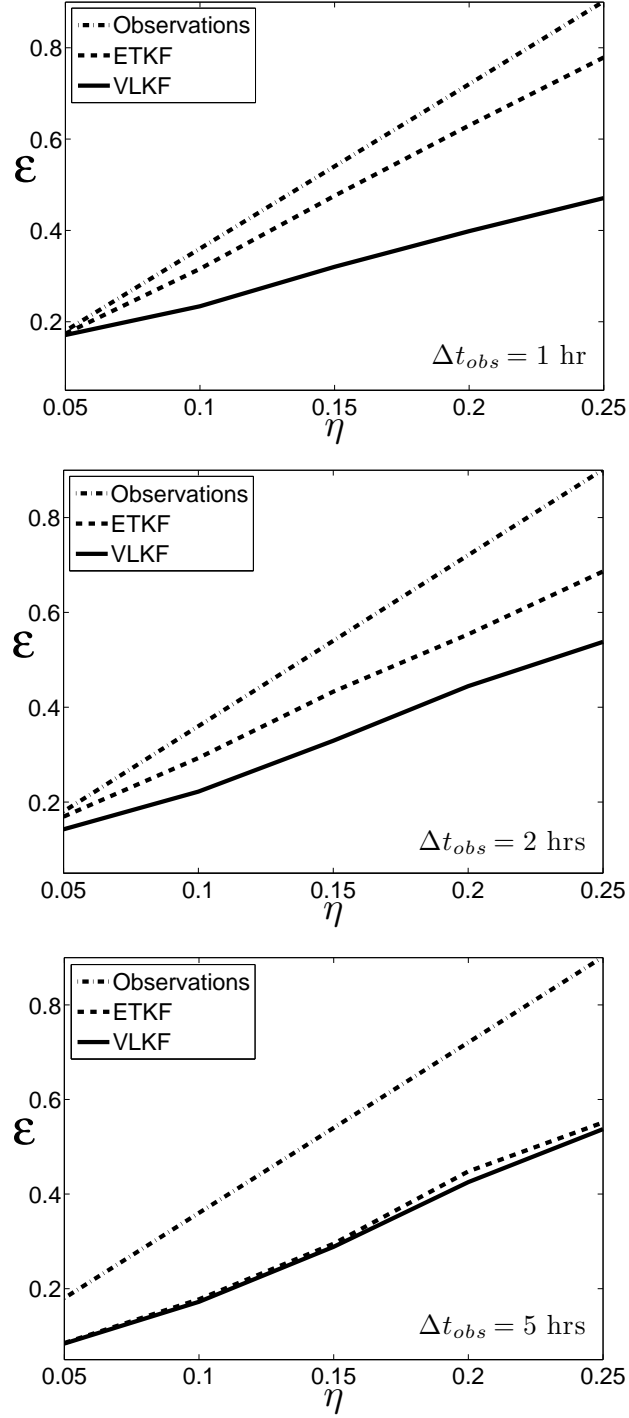 Observations
ETKF
VLKF
0.8
0.6
0.4
0.2
ε
0.05 0.1 0.15 0.2 0.25
η
Δt_obs = 1 hr
Observations
ETKF
VLKF
0.8
0.6
0.4
0.2
ε
0.05 0.1 0.15 0.2 0.25
η
Δt_obs = 2 hrs
Observations
ETKF
VLKF
0.8
0.6
0.4
0.2
ε
0.05 0.1 0.15 0.2 0.25
η
Δt_obs = 5 hrs